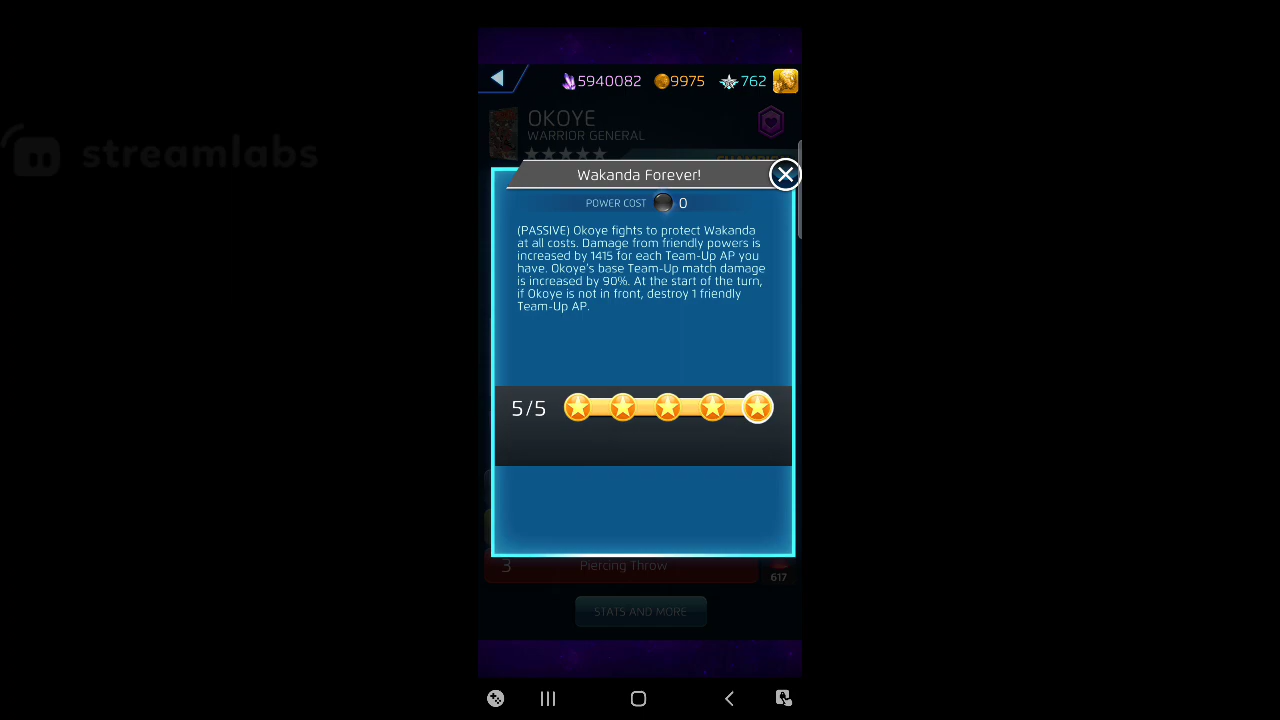 5940082 9975 762
streamlabs
OKOYE
WARRIOR GENERAL
Wakanda Forever!
POWER COST 0
(PASSIVE) Okoye fights to protect Wakanda
at all costs. Damage from friendly powers is
increased by 1415 for each Team-Up AP you
have. Okoye's base Team-Up match damage
is increased by 90%. At the start of the turn,
if Okoye is not in front, destroy 1 friendly
Team-Up AP.
5/5
3 Piercing Throw 617
STATS AND MORE